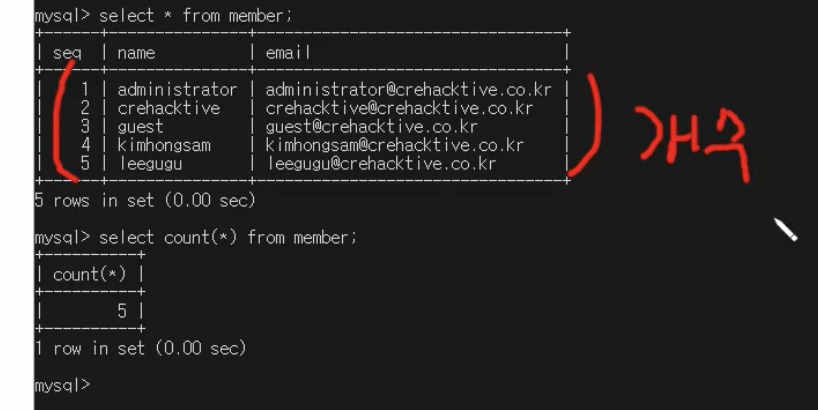 mysql> select * from member;
| seq | name | email |
| 1 | administrator | administrator@crehacktive.co.kr |
| 2 | crehacktive | crehacktive@crehacktive.co.kr |
| 3 | guest | guest@crehacktive.co.kr |
| 4 | kimhongsam | kimhongsam@crehacktive.co.kr |
| 5 | leegugu | leegugu@crehacktive.co.kr |
개수
5 rows in set (0.00 sec)
mysql> select count(*) from member;
| count(*) |
| 5 |
1 row in set (0.00 sec)
mysql>